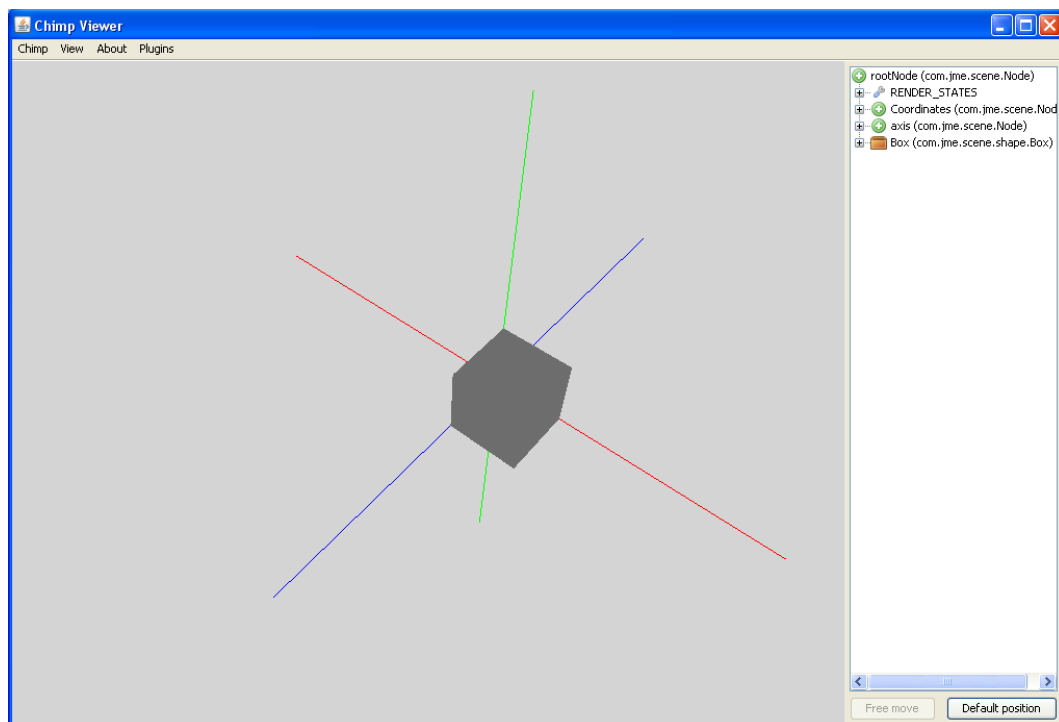 Chimp Viewer
Chimp View About Plugins
rootNode (com.jme.scene.Node)
RENDER_STATES
Coordinates (com.jme.scene.Nod
axis (com.jme.scene.Node)
Box (com.jme.scene.shape.Box)
Free move Default position